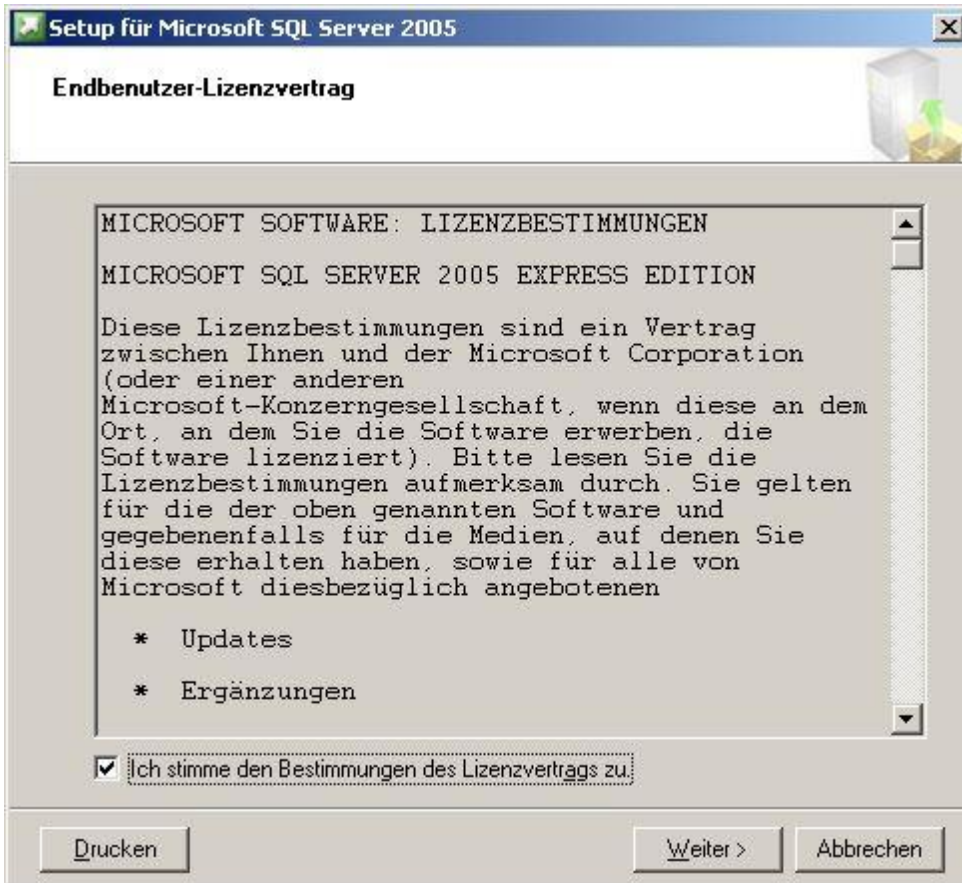 Setup für Microsoft SQL Server 2005
Endbenutzer-Lizenzvertrag
MICROSOFT SOFTWARE: LIZENZBESTIMMUNGEN
MICROSOFT SQL SERVER 2005 EXPRESS EDITION
Diese Lizenzbestimmungen sind ein Vertrag
zwischen Ihnen und der Microsoft Corporation
(oder einer anderen
Microsoft-Konzerngesellschaft, wenn diese an dem
Ort, an dem Sie die Software erwerben, die
Software lizenziert). Bitte lesen Sie die
Lizenzbestimmungen aufmerksam durch. Sie gelten
für die der oben genannten Software und
gegebenenfalls für die Medien, auf denen Sie
diese erhalten haben, sowie für alle von
Microsoft diesbezüglich angebotenen
* Updates
* Ergänzungen
Ich stimme den Bestimmungen des Lizenzvertrags zu.
Drucken Weiter > Abbrechen